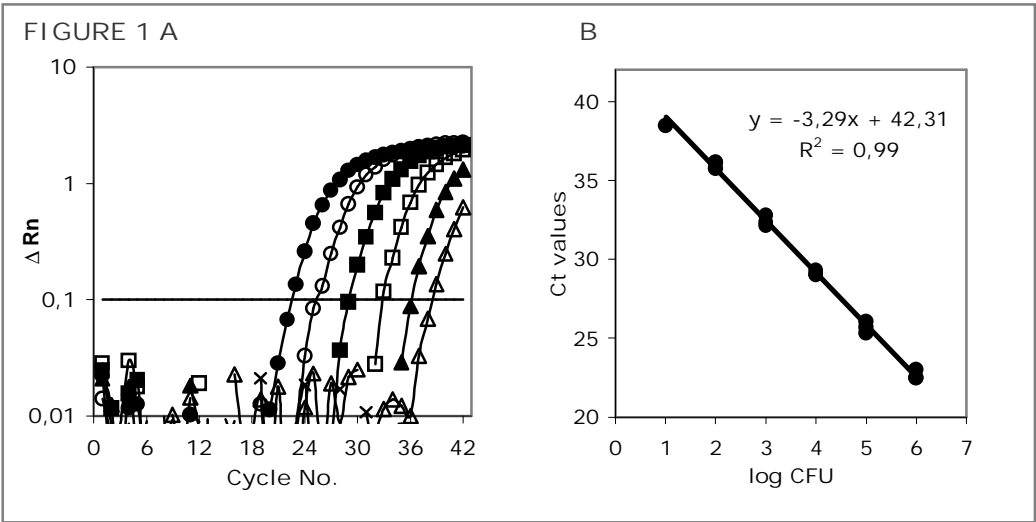 FIGURE 1 A
B
10
1
0,1
0,01
ΔRn
0 6 12 18 24 30 36 42
Cycle No.
40
35
30
25
20
Ct values
y = -3,29x + 42,31
R² = 0,99
0 1 2 3 4 5 6 7
log CFU